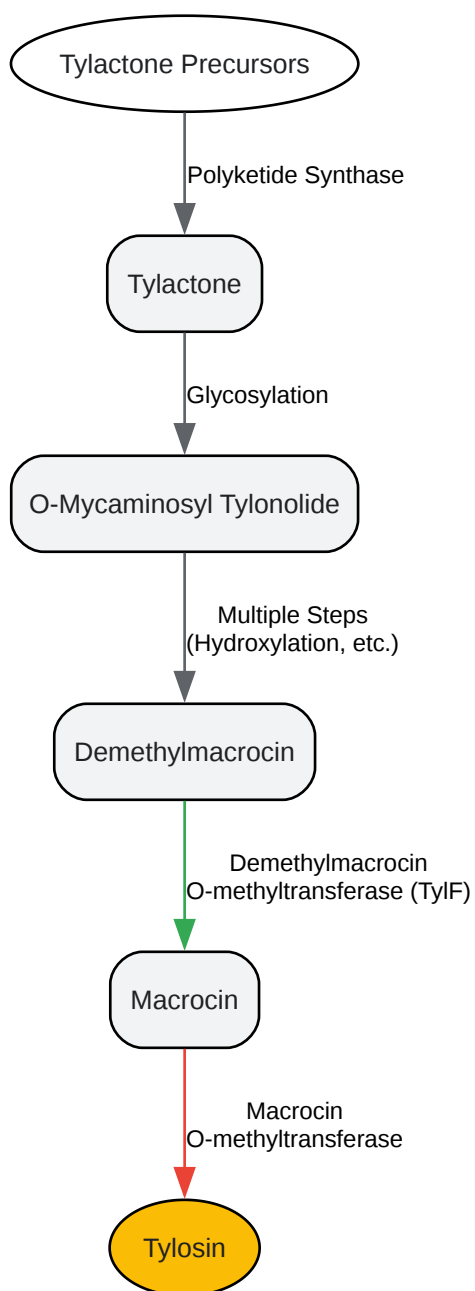 Tylactone Precursors
Polyketide Synthase
Tylactone
Glycosylation
O-Mycaminosyl Tylonolide
Multiple Steps
(Hydroxylation, etc.)
Demethylmacrocin
Demethylmacrocin
O-methyltransferase (TylF)
Macrocin
Macrocin
O-methyltransferase
Tylosin